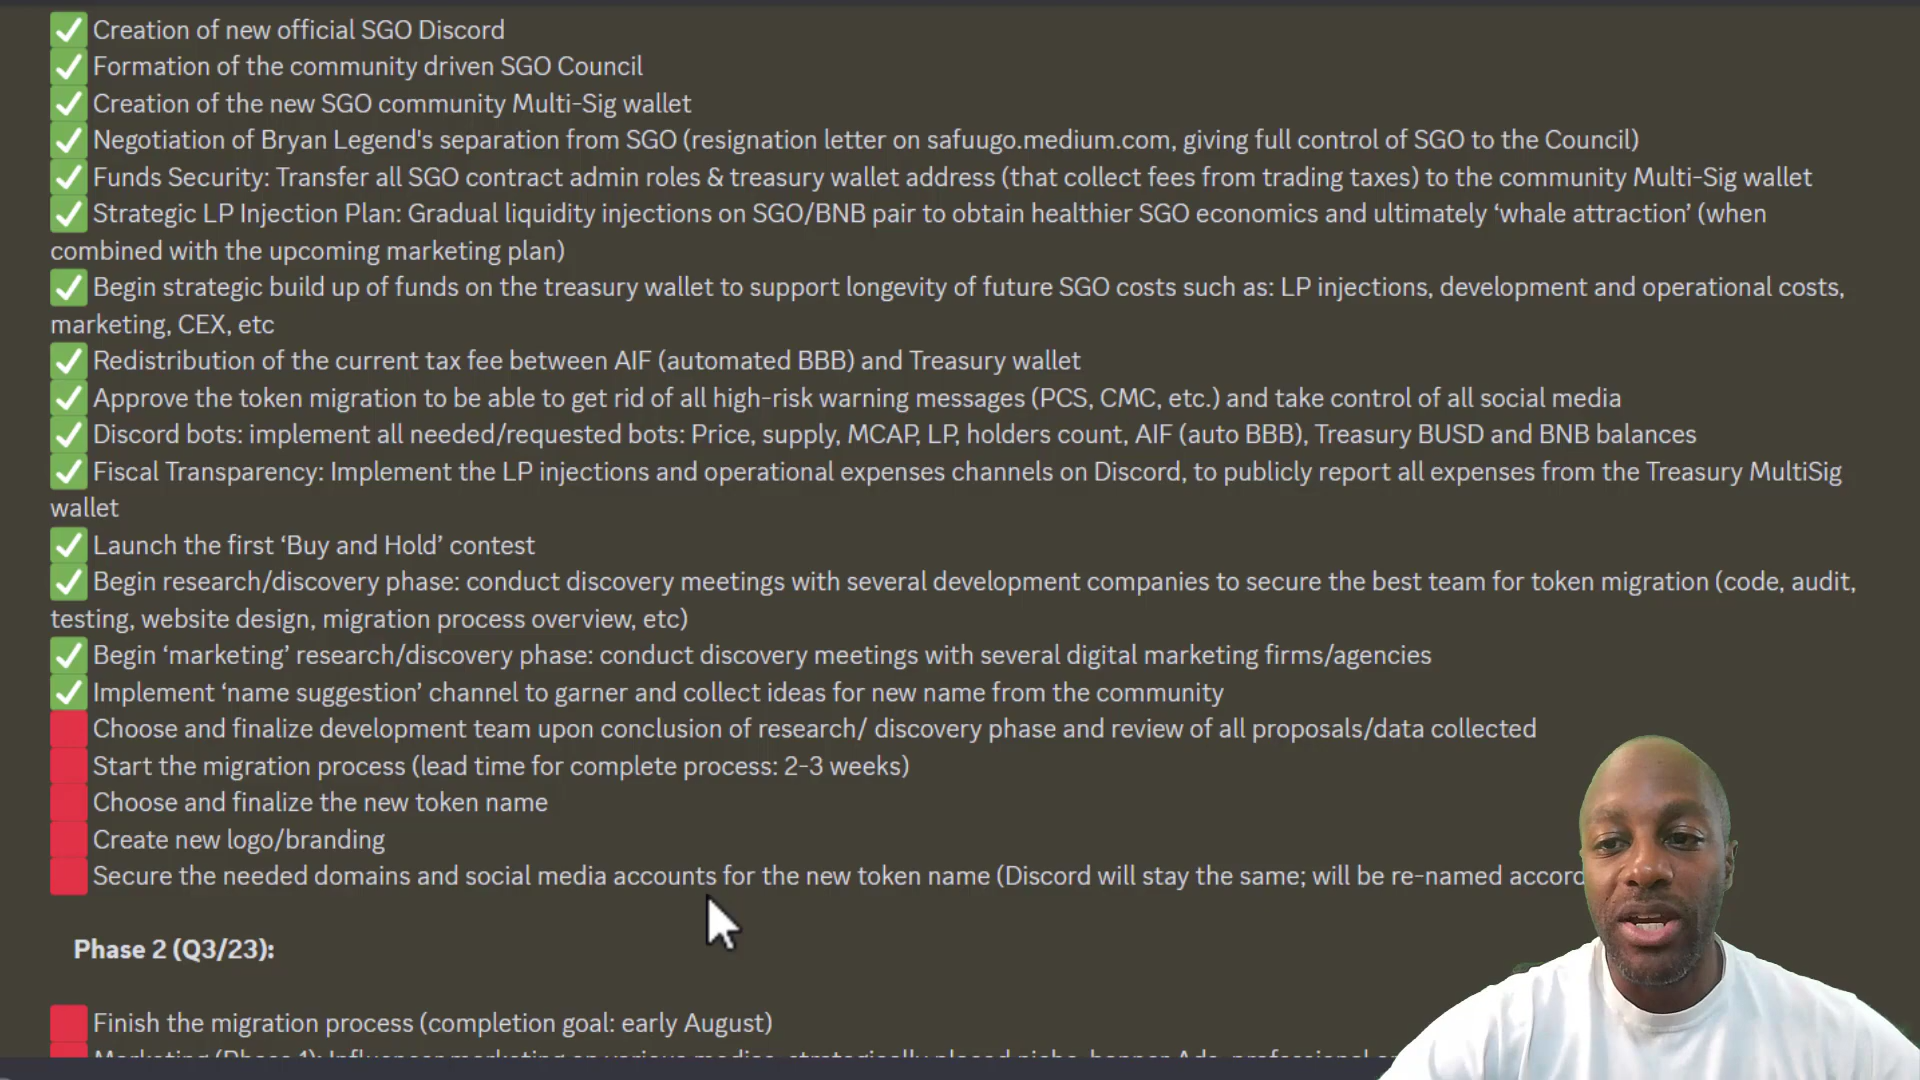 Creation of new official SGO Discord
Formation of the community driven SGO Council
Creation of the new SGO community Multi-Sig wallet
Negotiation of Bryan Legend's separation from SGO (resignation letter on safuugo.medium.com, giving full control of SGO to the Council)
Funds Security: Transfer all SGO contract admin roles & treasury wallet address (that collect fees from trading taxes) to the community Multi-Sig wallet
Strategic LP Injection Plan: Gradual liquidity injections on SGO/BNB pair to obtain healthier SGO economics and ultimately ‘whale attraction’ (when
combined with the upcoming marketing plan)
Begin strategic build up of funds on the treasury wallet to support longevity of future SGO costs such as: LP injections, development and operational costs,
marketing, CEX, etc
Redistribution of the current tax fee between AIF (automated BBB) and Treasury wallet
Approve the token migration to be able to get rid of all high-risk warning messages (PCS, CMC, etc.) and take control of all social media
Discord bots: implement all needed/requested bots: Price, supply, MCAP, LP, holders count, AIF (auto BBB), Treasury BUSD and BNB balances
Fiscal Transparency: Implement the LP injections and operational expenses channels on Discord, to publicly report all expenses from the Treasury MultiSig
wallet
Launch the first ‘Buy and Hold’ contest
Begin research/discovery phase: conduct discovery meetings with several development companies to secure the best team for token migration (code, audit,
testing, website design, migration process overview, etc)
Begin ‘marketing’ research/discovery phase: conduct discovery meetings with several digital marketing firms/agencies
Implement ‘name suggestion’ channel to garner and collect ideas for new name from the community
Choose and finalize development team upon conclusion of research/ discovery phase and review of all proposals/data collected
Start the migration process (lead time for complete process: 2-3 weeks)
Choose and finalize the new token name
Create new logo/branding
Secure the needed domains and social media accounts for the new token name (Discord will stay the same; will be re-named accord
Phase 2 (Q3/23):
Finish the migration process (completion goal: early August)
Marketing (Phase 1): Influencer marketing on various medias, strategically placed niche banner Ads, professional